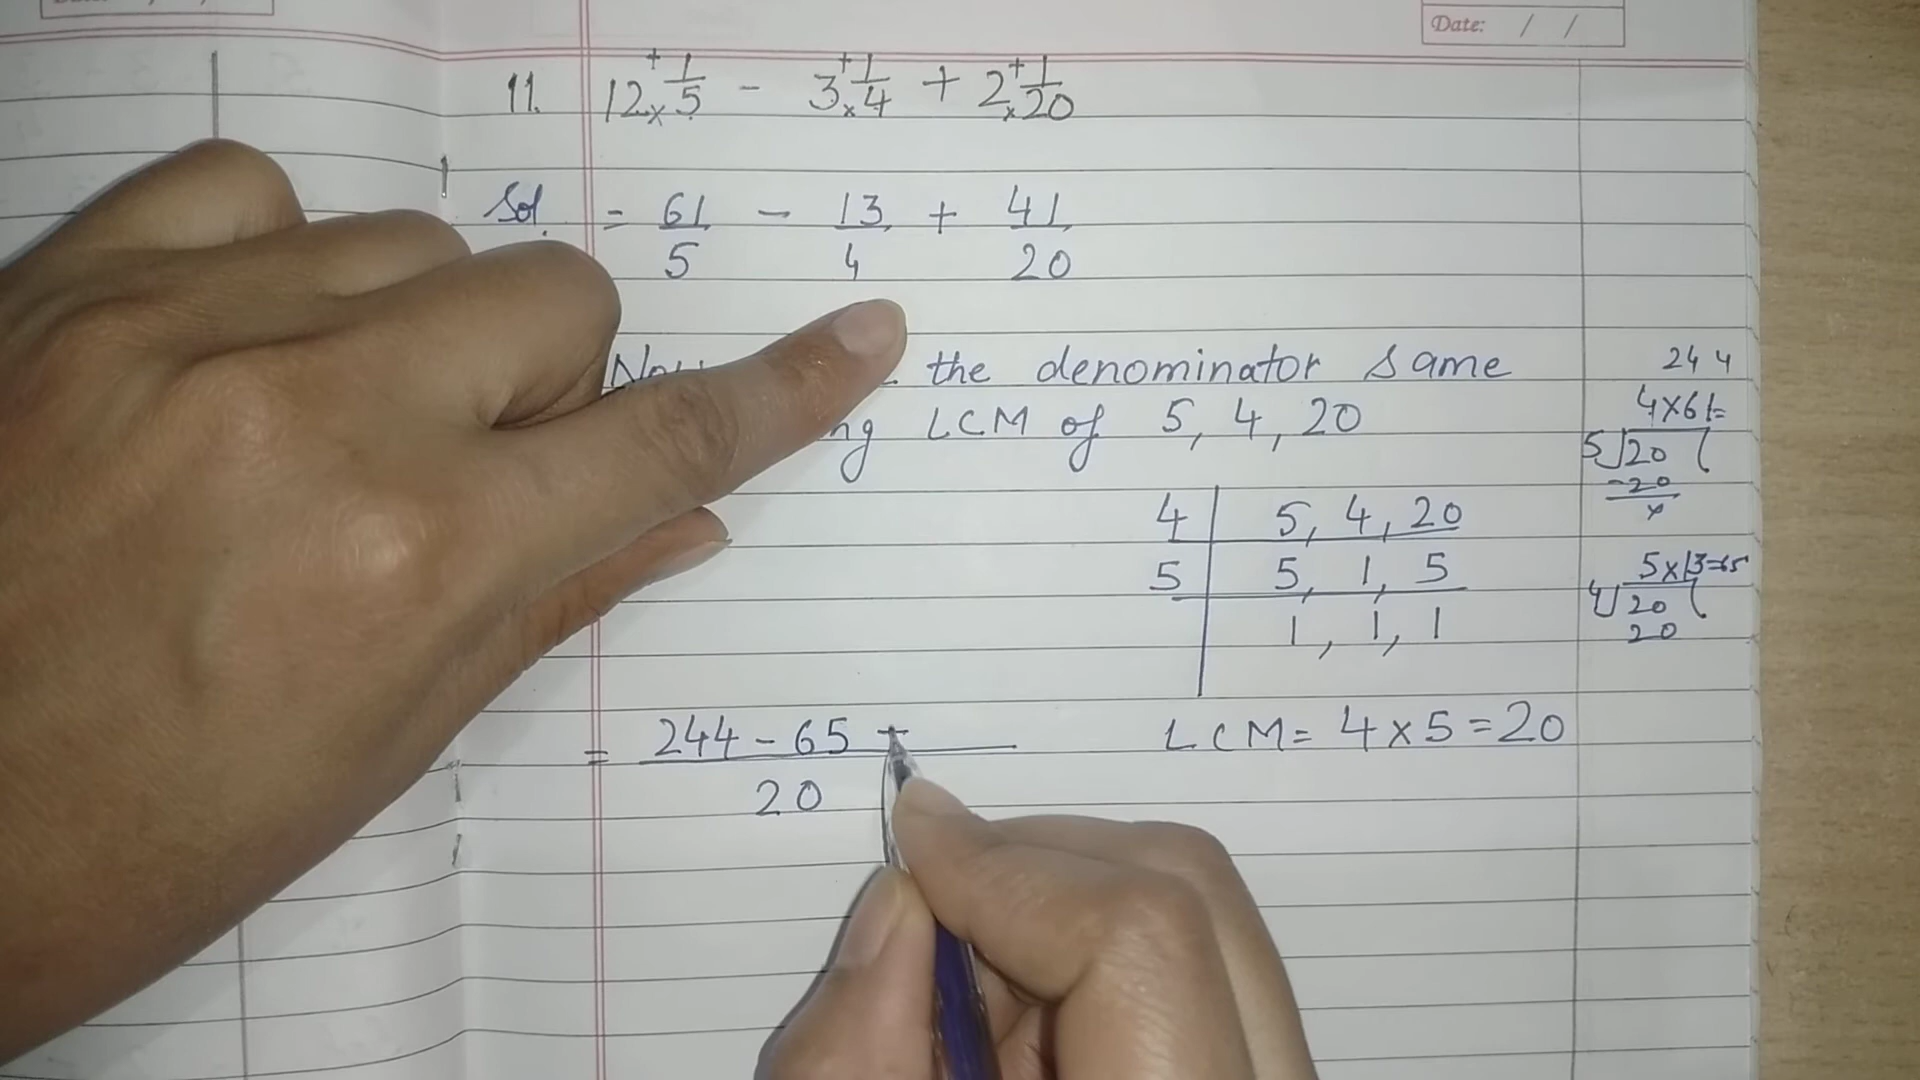 Date: / /
11. 12 1/5 - 3 1/4 + 2 1/20
Sol. = 61/5 - 13/4 + 41/20
the denominator same
LCM of 5, 4, 20
4 | 5, 4, 20
5 | 5, 1, 5
1, 1, 1
= 244 - 65 +
20
LCM = 4 x 5 = 20
24 4
4x61=
5 20
-20
x
5x13=65
4 20
20